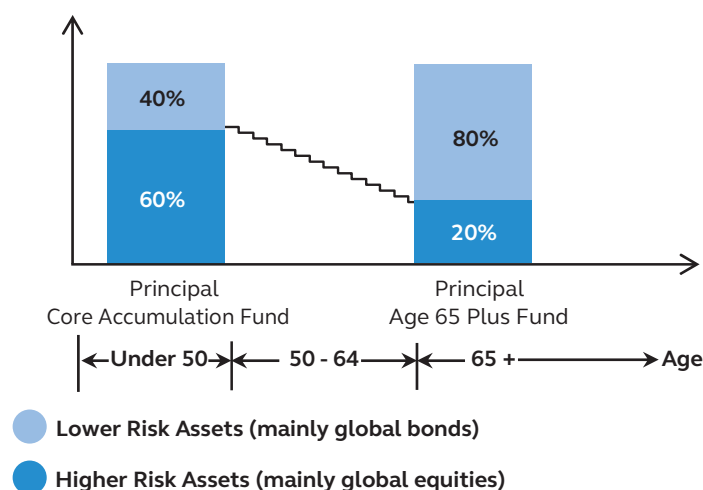 40%
60%
80%
20%
Principal
Core Accumulation Fund
Principal
Age 65 Plus Fund
Under 50
50 - 64
65 +
Age
Lower Risk Assets (mainly global bonds)
Higher Risk Assets (mainly global equities)